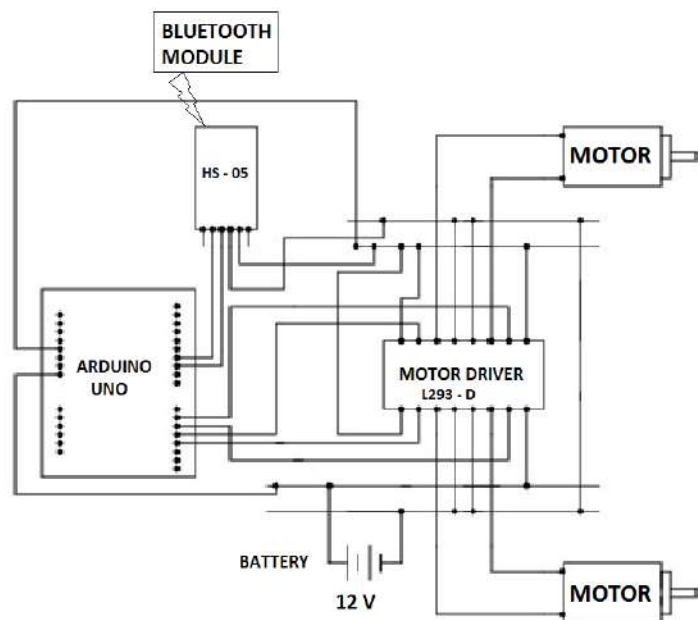 BLUETOOTH
MODULE
HS - 05
MOTOR
ARDUINO
UNO
MOTOR DRIVER
L293 - D
BATTERY
12 V
MOTOR